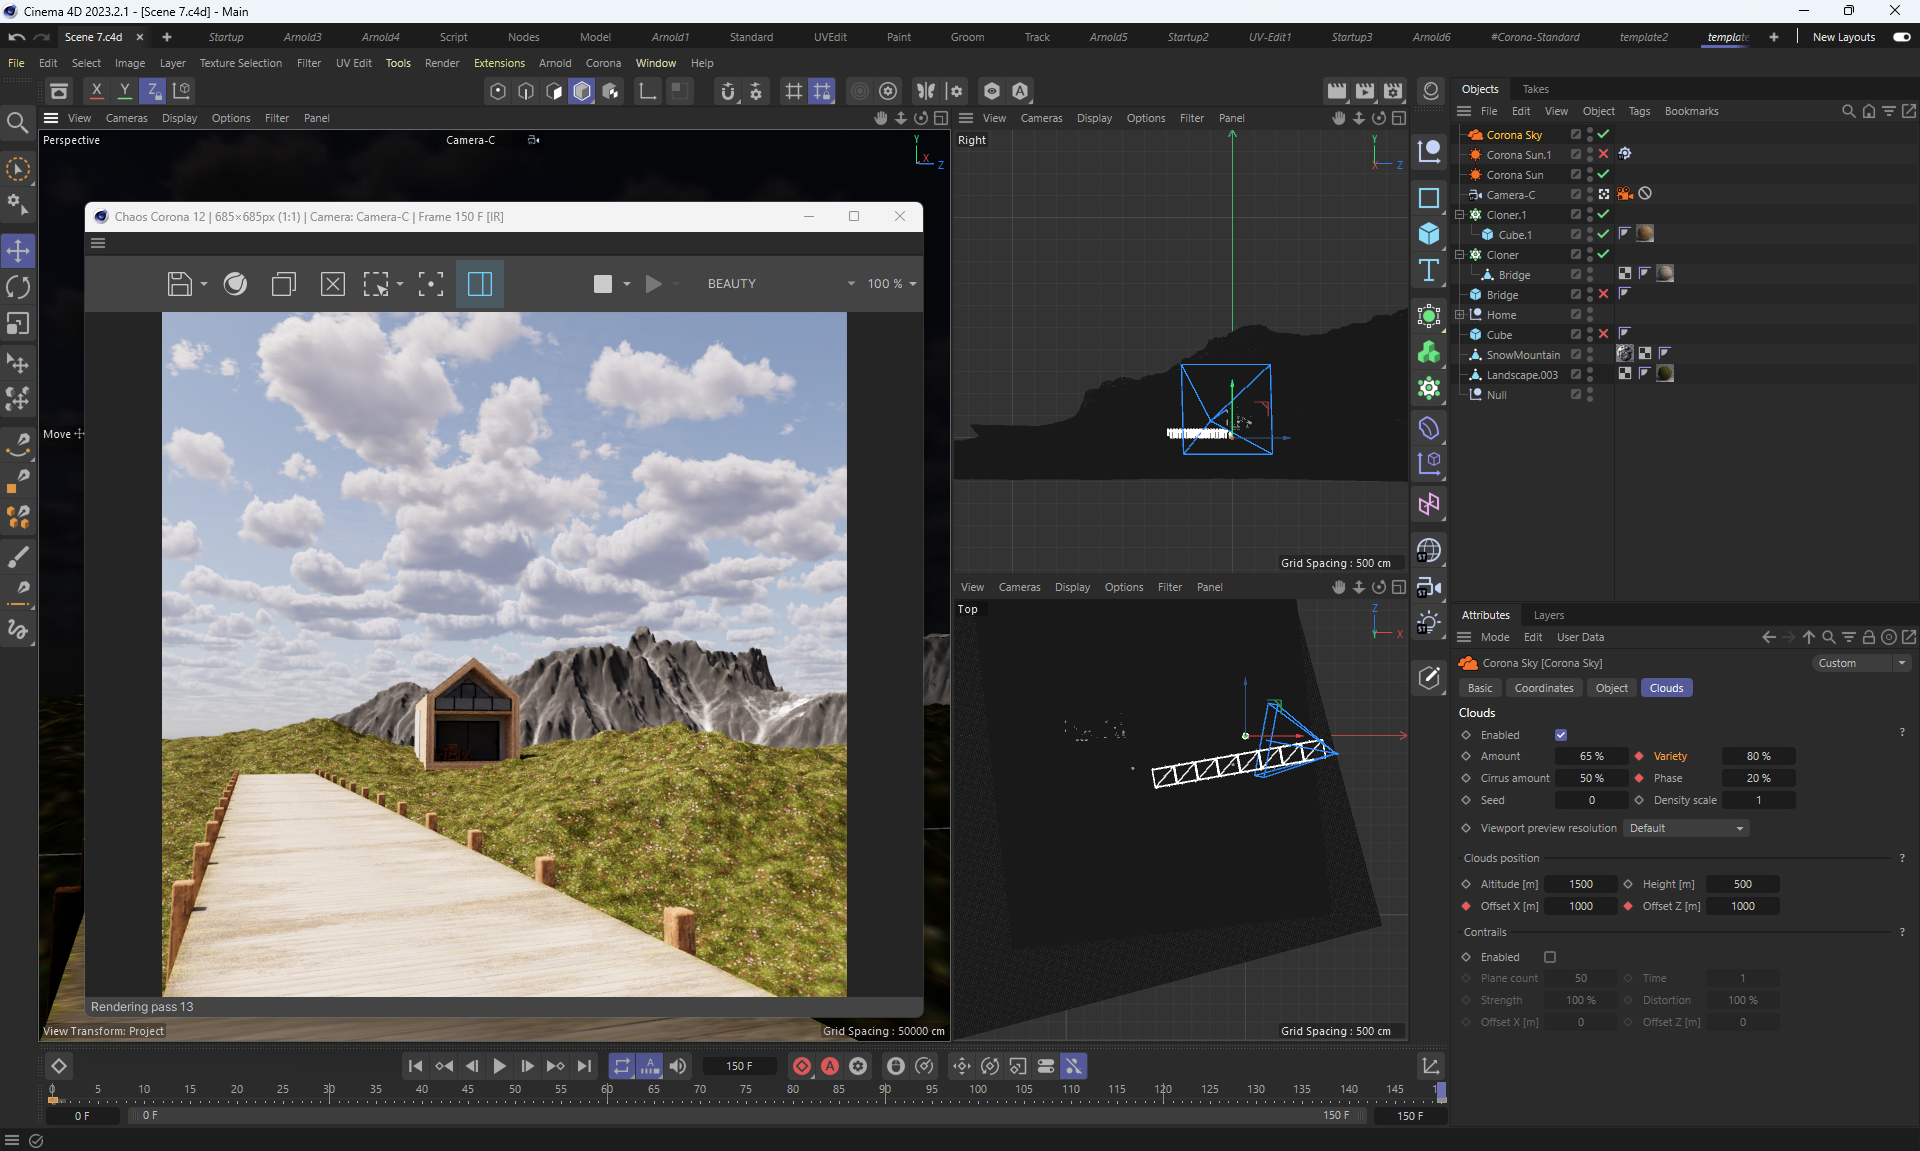 Cinema 4D 2023.2.1 - [Scene 7.c4d] - Main
Scene 7.c4d × + Startup Arnold3 Arnold4 Script Nodes Model Arnold1 Standard UVEdit Paint Groom Track Arnold5 Startup2 UV-Edit1 Startup3 Arnold6 #Corona-Standard template2 template + New Layouts
File Edit Select Image Layer Texture Selection Filter UV Edit Tools Render Extensions Arnold Corona Window Help
X Y Z
Objects Takes
View Cameras Display Options Filter Panel
View Cameras Display Options Filter Panel
File Edit View Object Tags Bookmarks
Perspective Camera-C
Y X Z
Right
Y X Z
Corona Sky
Corona Sun.1
Corona Sun
Camera-C
Cloner.1
Cube.1
Cloner
Bridge
Bridge
Home
Cube
SnowMountain
Landscape.003
Null
Chaos Corona 12 | 685×685px (1:1) | Camera: Camera-C | Frame 150 F [IR]
BEAUTY 100 %
Move
Grid Spacing : 500 cm
View Cameras Display Options Filter Panel
Top
Z Y X
ST
ST
ST
Rendering pass 13
View Transform: Project
Grid Spacing : 50000 cm
Grid Spacing : 500 cm
Attributes Layers
Mode Edit User Data
Corona Sky [Corona Sky] Custom
Basic Coordinates Object Clouds
Clouds
Enabled ?
Amount 65 % Variety 80 %
Cirrus amount 50 % Phase 20 %
Seed 0 Density scale 1
Viewport preview resolution Default
Clouds position ?
Altitude [m] 1500 Height [m] 500
Offset X [m] 1000 Offset Z [m] 1000
Contrails ?
Enabled
Plane count 50 Time 1
Strength 100 % Distortion 100 %
Offset X [m] 0 Offset Z [m] 0
150 F
0 5 10 15 20 25 30 35 40 45 50 55 60 65 70 75 80 85 90 95 100 105 110 115 120 125 130 135 140 145
0 F 0 F 150 F 150 F